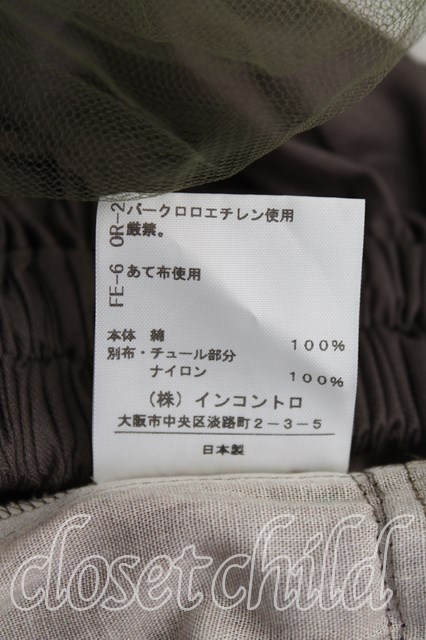 パークロロエチレン使用
厳禁。
あて布使用
FE-6 OR-2
本体 綿 100%
別布・チュール部分
ナイロン 100%
(株)インコントロ
大阪市中央区淡路町2-3-5
日本製
closetchild